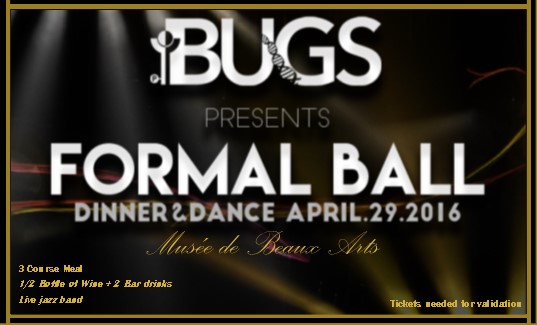 BUGS
PRESENTS
FORMAL BALL
DINNER&DANCE APRIL.29.2016
Musée de Beaux Arts
3 Course Meal
1/2 Bottle of Wine + 2 Bar drinks
Live jazz band
Tickets needed for validation